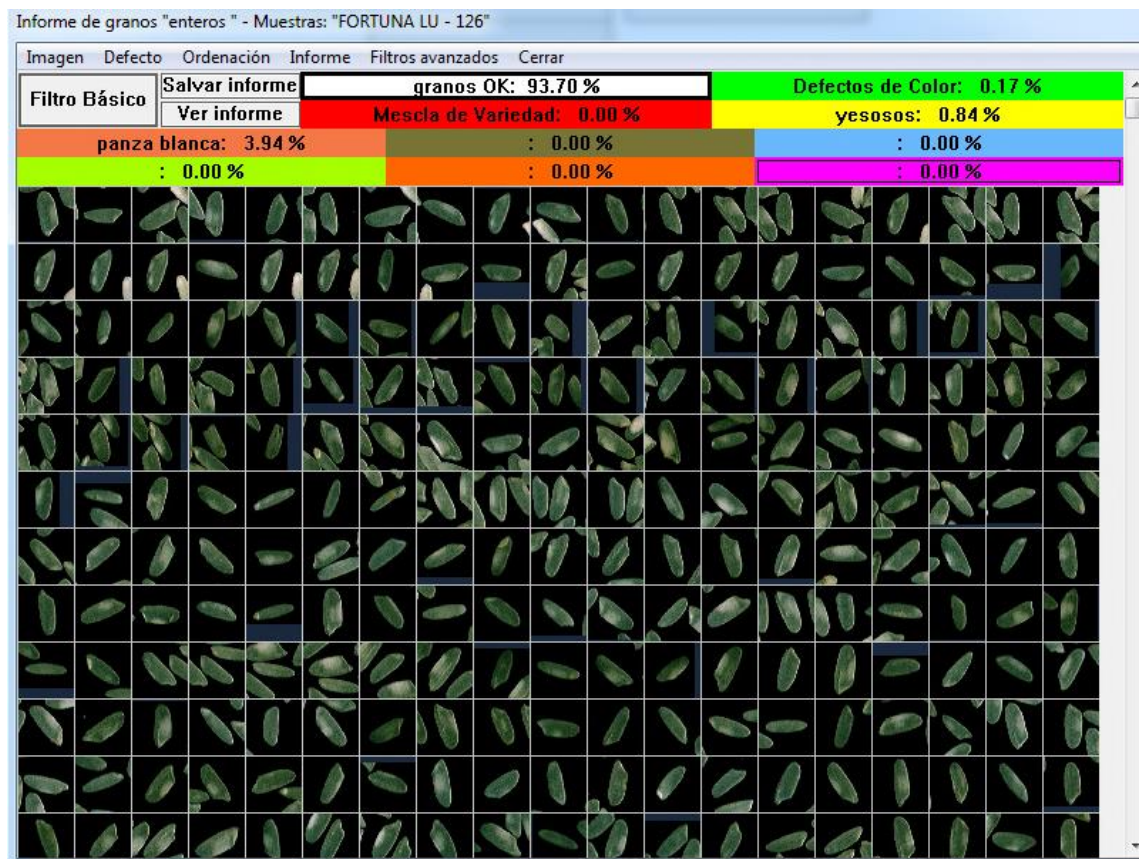 Informe de granos "enteros " - Muestras: "FORTUNA LU - 126"
Imagen Defecto Ordenación Informe Filtros avanzados Cerrar
Filtro Básico
Salvar informe
Ver informe
granos OK: 93.70 %
Defectos de Color: 0.17 %
Mescla de Variedad: 0.00 %
yesosos: 0.84 %
panza blanca: 3.94 %
: 0.00 %
: 0.00 %
: 0.00 %
: 0.00 %
: 0.00 %